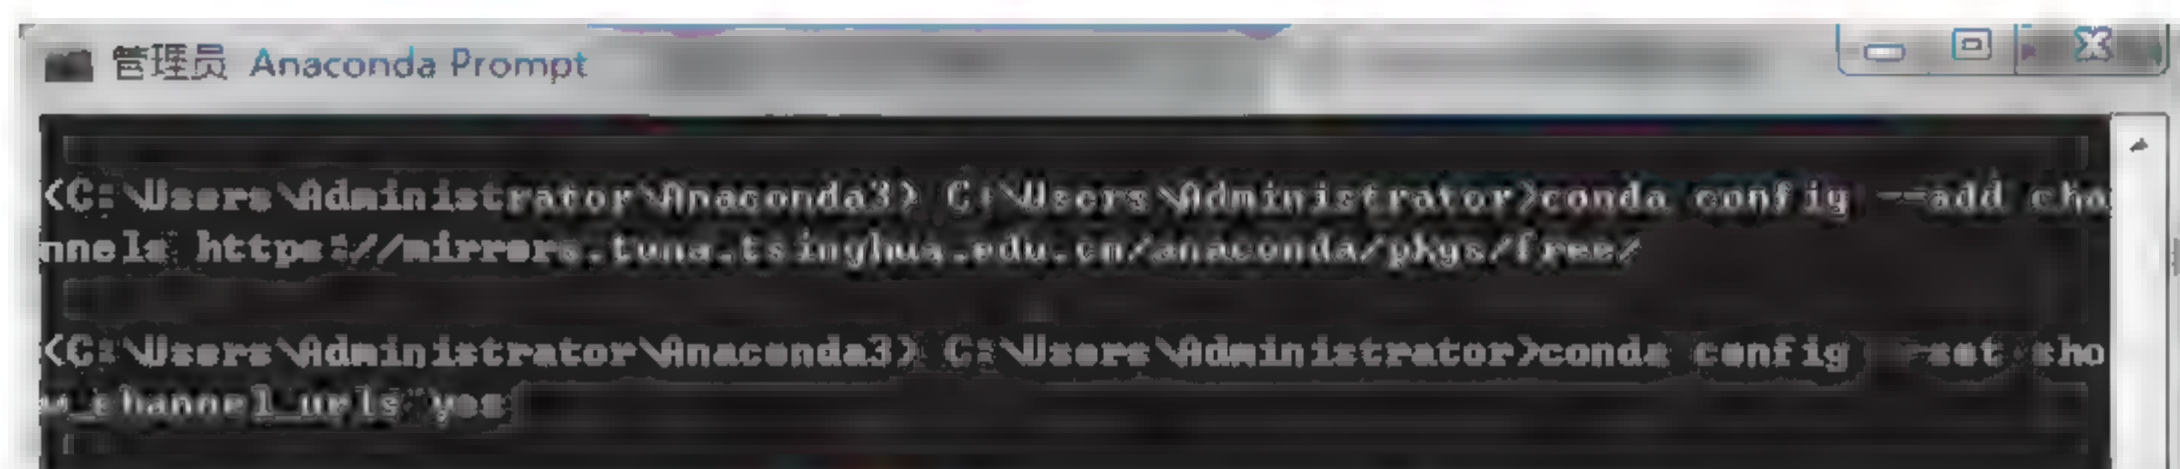 管理员 Anaconda Prompt
(C:\Users\Administrator\Anaconda3) C:\Users\Administrator>conda config --add cha
nnels https://mirrors.tuna.tsinghua.edu.cn/anaconda/pkgs/free/
(C:\Users\Administrator\Anaconda3) C:\Users\Administrator>conda config --set sho
w_channel_urls yes